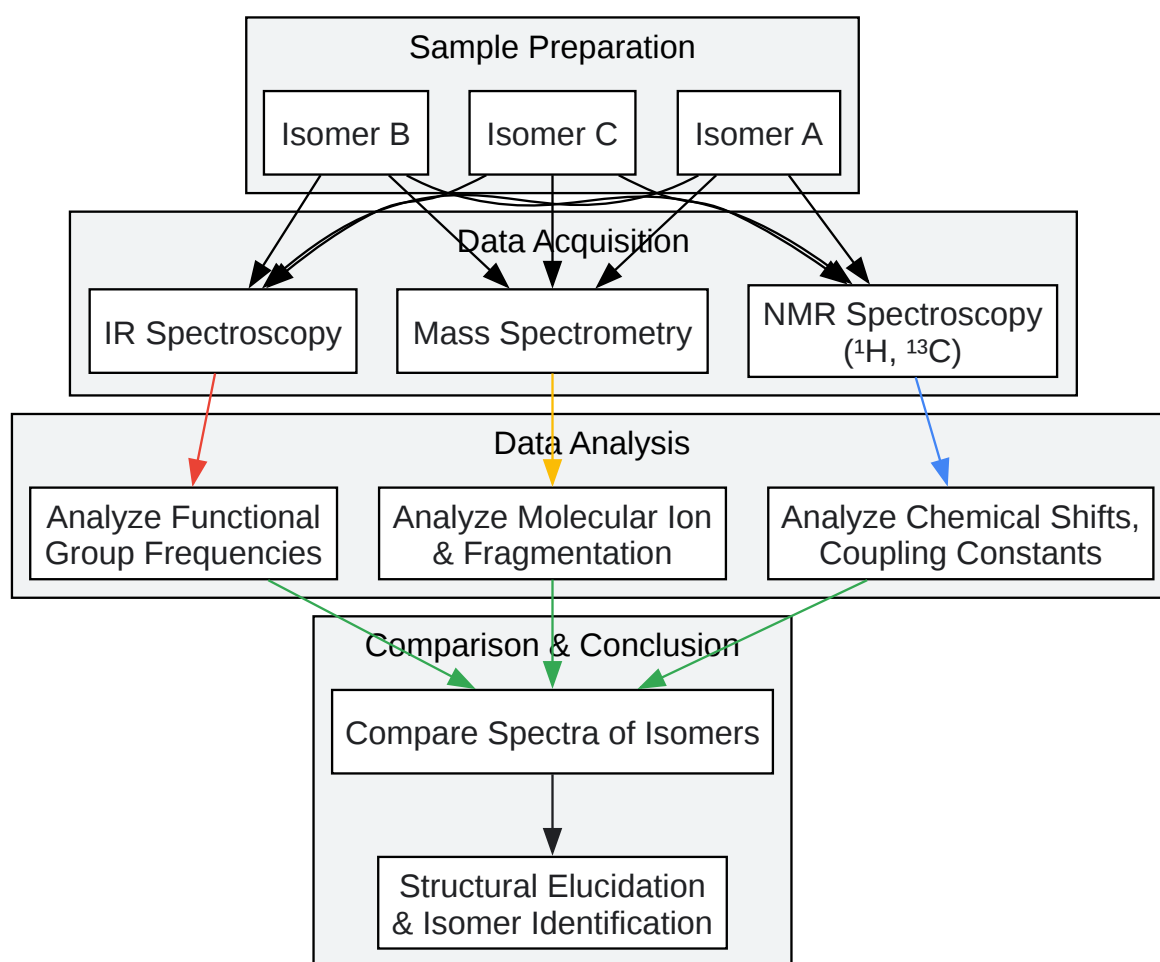 Sample Preparation
Isomer B
Isomer C
Isomer A
Data Acquisition
IR Spectroscopy
Mass Spectrometry
NMR Spectroscopy
(¹H, ¹³C)
Data Analysis
Analyze Functional
Group Frequencies
Analyze Molecular Ion
& Fragmentation
Analyze Chemical Shifts,
Coupling Constants
Comparison & Conclusion
Compare Spectra of Isomers
Structural Elucidation
& Isomer Identification